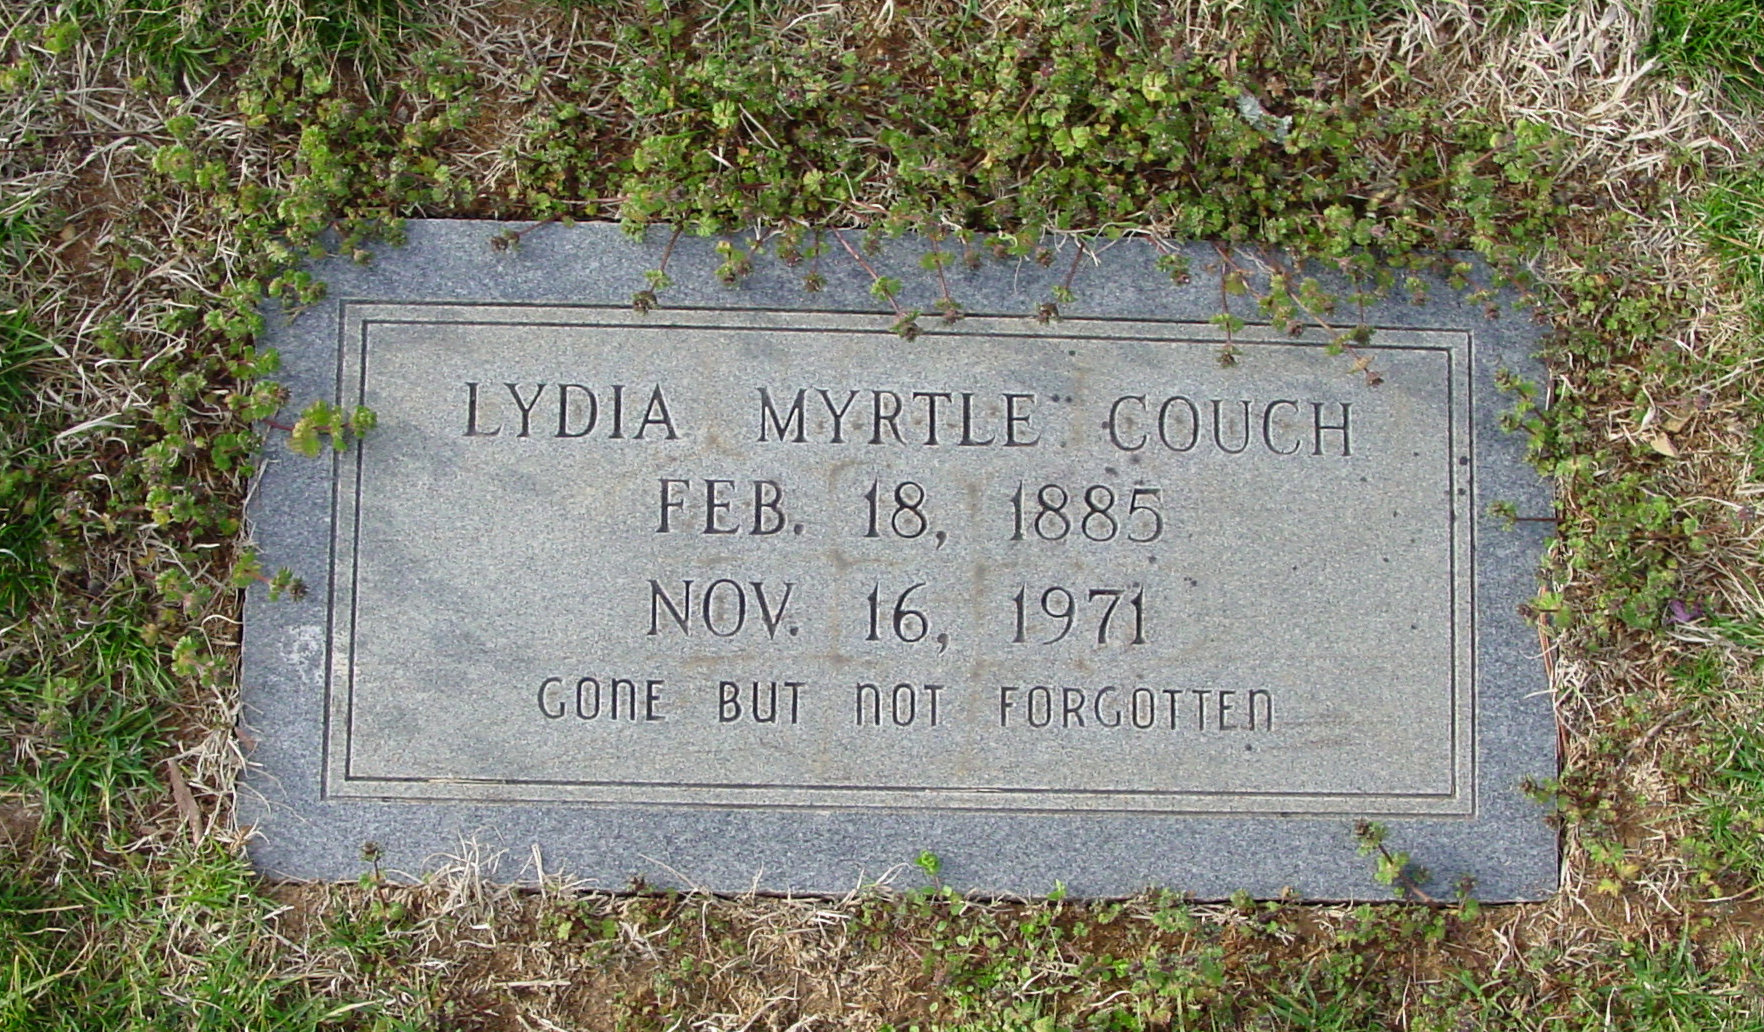 LYDIA MYRTLE COUCH
FEB. 18, 1885
NOV. 16, 1971
GONE BUT NOT FORGOTTEN